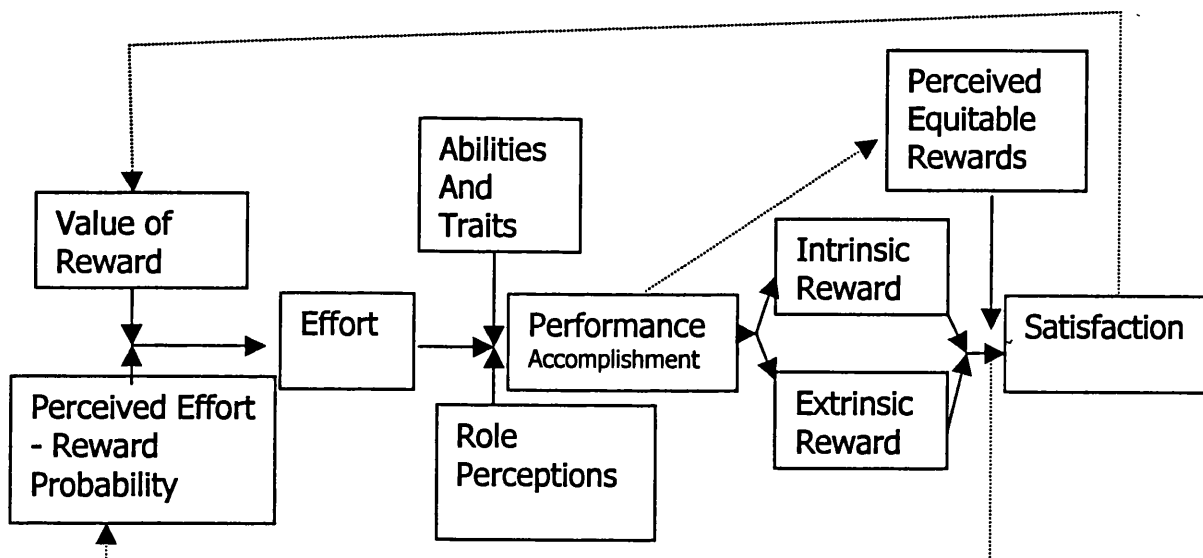 Value of
Reward
Perceived Effort
- Reward
Probability
Effort
Abilities
And
Traits
Role
Perceptions
Performance
Accomplishment
Perceived
Equitable
Rewards
Intrinsic
Reward
Extrinsic
Reward
Satisfaction